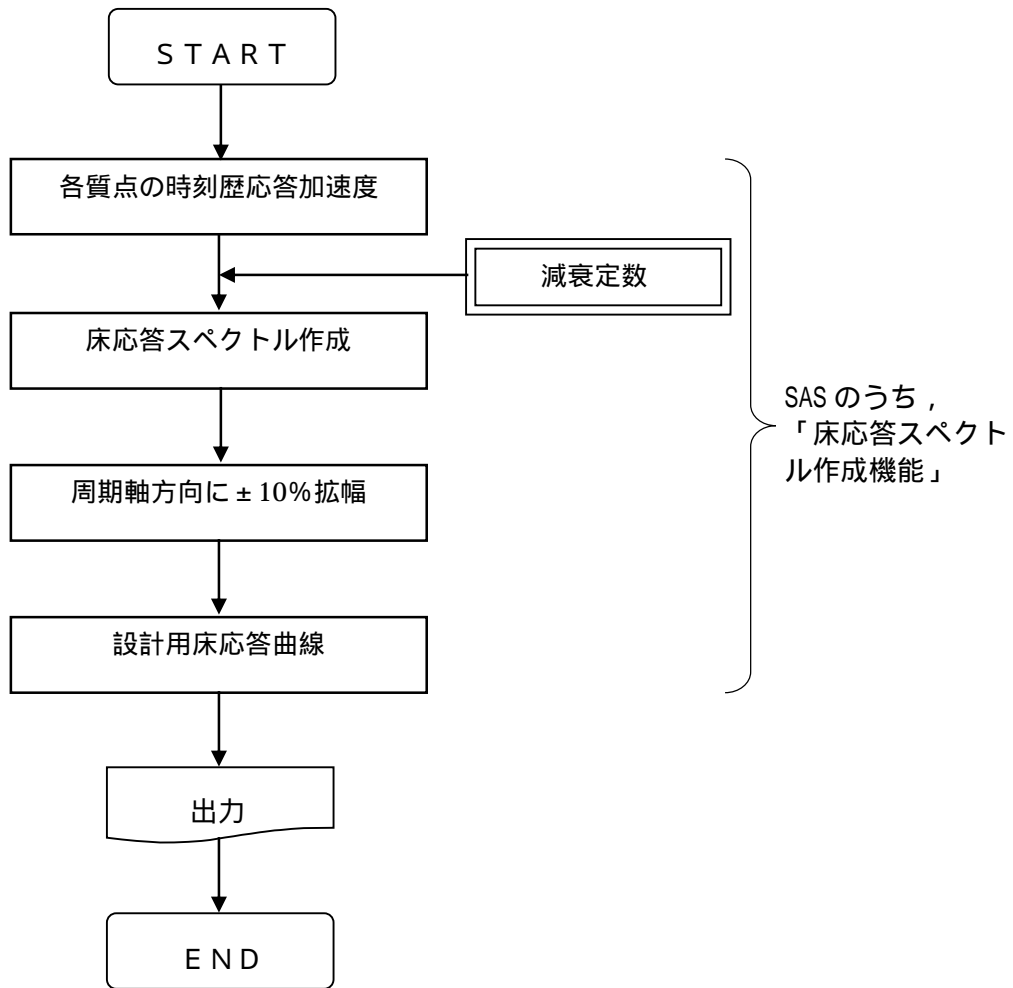 ＳＴＡＲＴ
各質点の時刻歴応答加速度
減衰定数
床応答スペクトル作成
周期軸方向に±10%拡幅
設計用床応答曲線
SASのうち，
「床応答スペクト
ル作成機能」
出力
ＥＮＤ